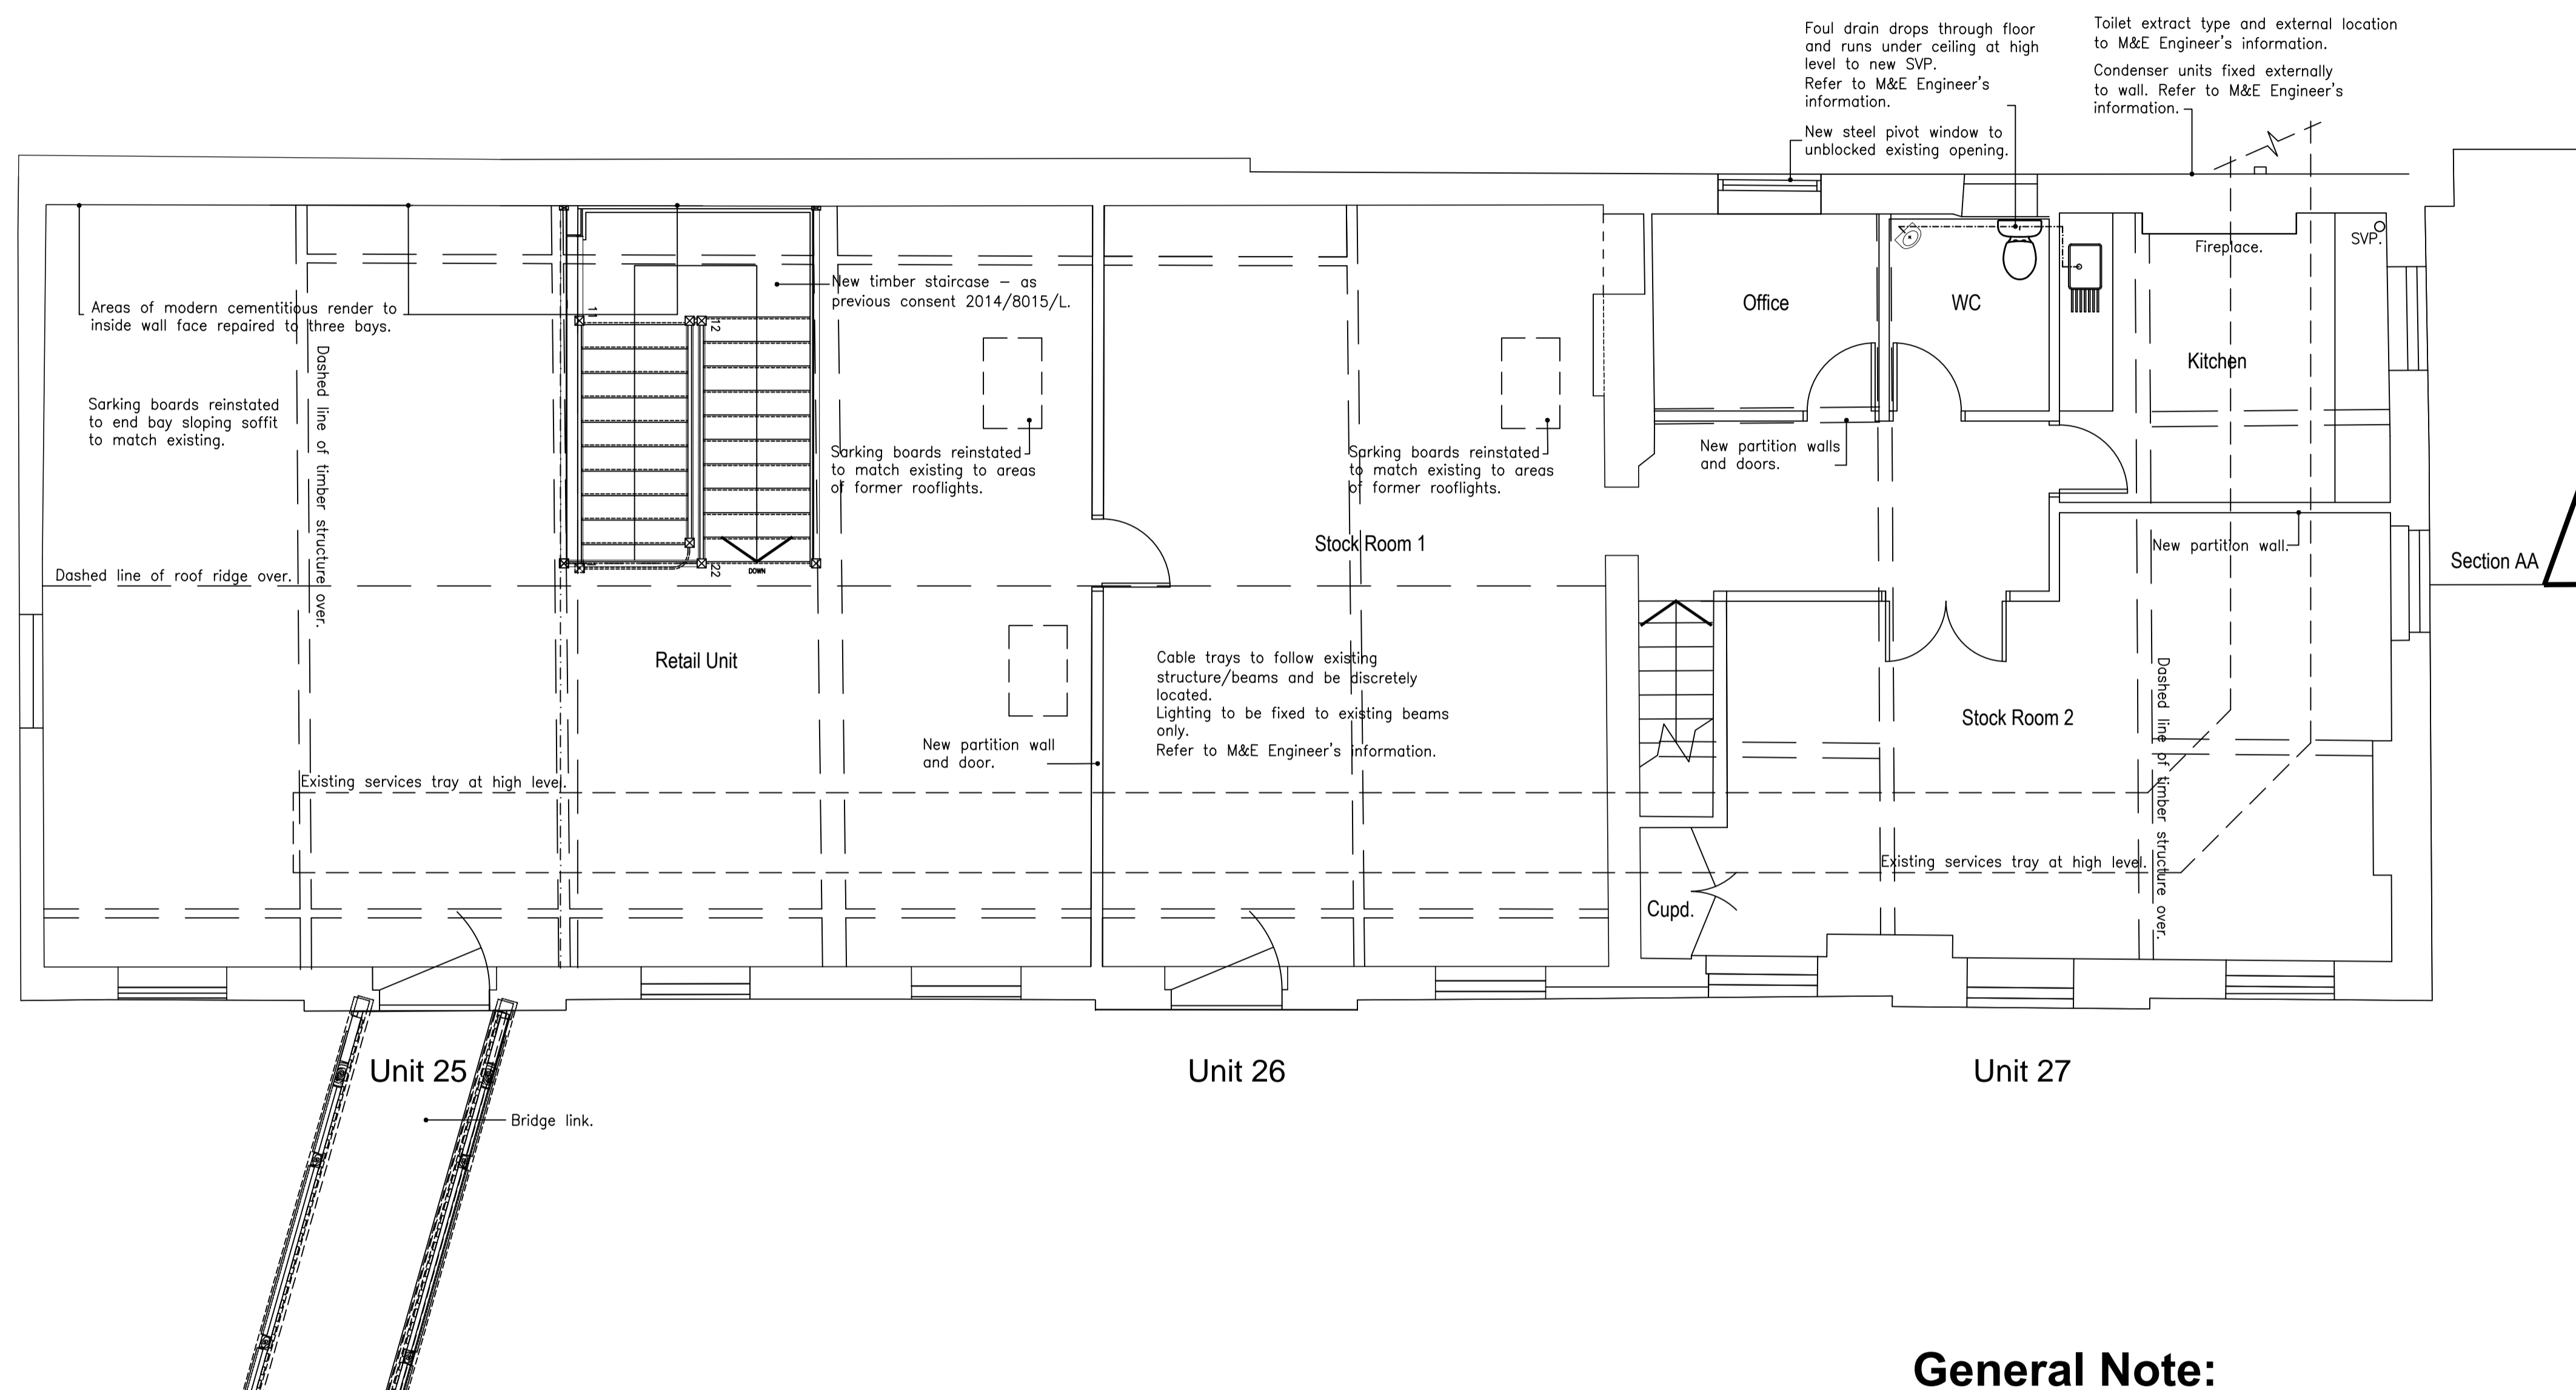 Foul drain drops through floor
and runs under ceiling at high
level to new SVP.
Refer to M&E Engineer's
information.
New steel pivot window to
unblocked existing opening.
Toilet extract type and external location
to M&E Engineer's information.
Condenser units fixed externally
to wall. Refer to M&E Engineer's
information.
Areas of modern cementitious render to
inside wall face repaired to three bays.
Sarking boards reinstated
to end bay sloping soffit
to match existing.
Dashed line of timber structure over.
Dashed line of roof ridge over.
11
12
1
22
DOWN
New timber staircase – as
previous consent 2014/8015/L.
Sarking boards reinstated
to match existing to areas
of former rooflights.
Retail Unit
New partition wall
and door.
Existing services tray at high level.
Sarking boards reinstated
to match existing to areas
of former rooflights.
Stock Room 1
Cable trays to follow existing
structure/beams and be discretely
located.
Lighting to be fixed to existing beams
only.
Refer to M&E Engineer's information.
Office
WC
Fireplace.
SVP.
Kitchen
New partition walls
and doors.
New partition wall.
Section AA
Stock Room 2
Dashed line of timber structure over.
Existing services tray at high level.
Cupd.
Unit 25
Unit 26
Unit 27
Bridge link.
General Note: